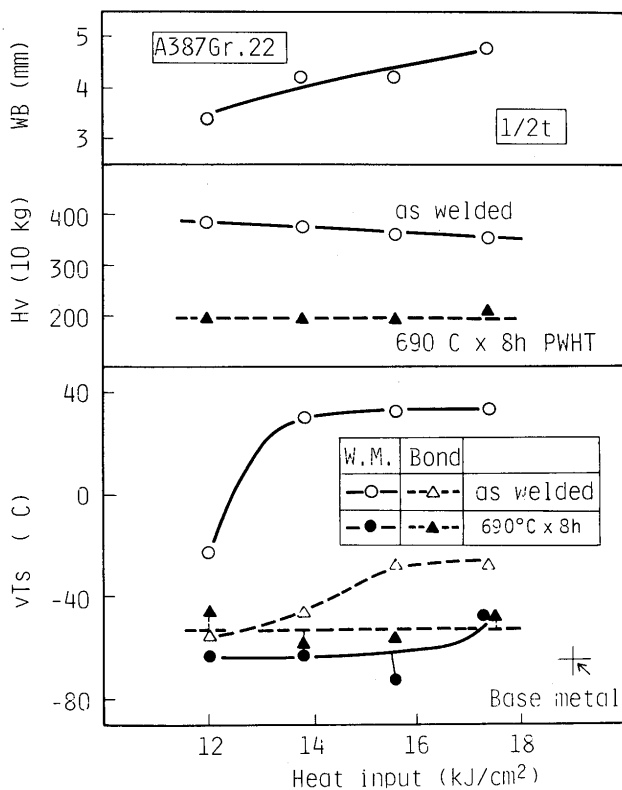 5
A387Gr.22
WB (mm)
4
1/2t
3
400
as welded
Hv (10 kg)
300
200
690 C x 8h PWHT
40
W.M. Bond
0
as welded
690°C x 8h
vTs ( C)
-40
-80
Base metal
12 14 16 18
Heat input (kJ/cm²)